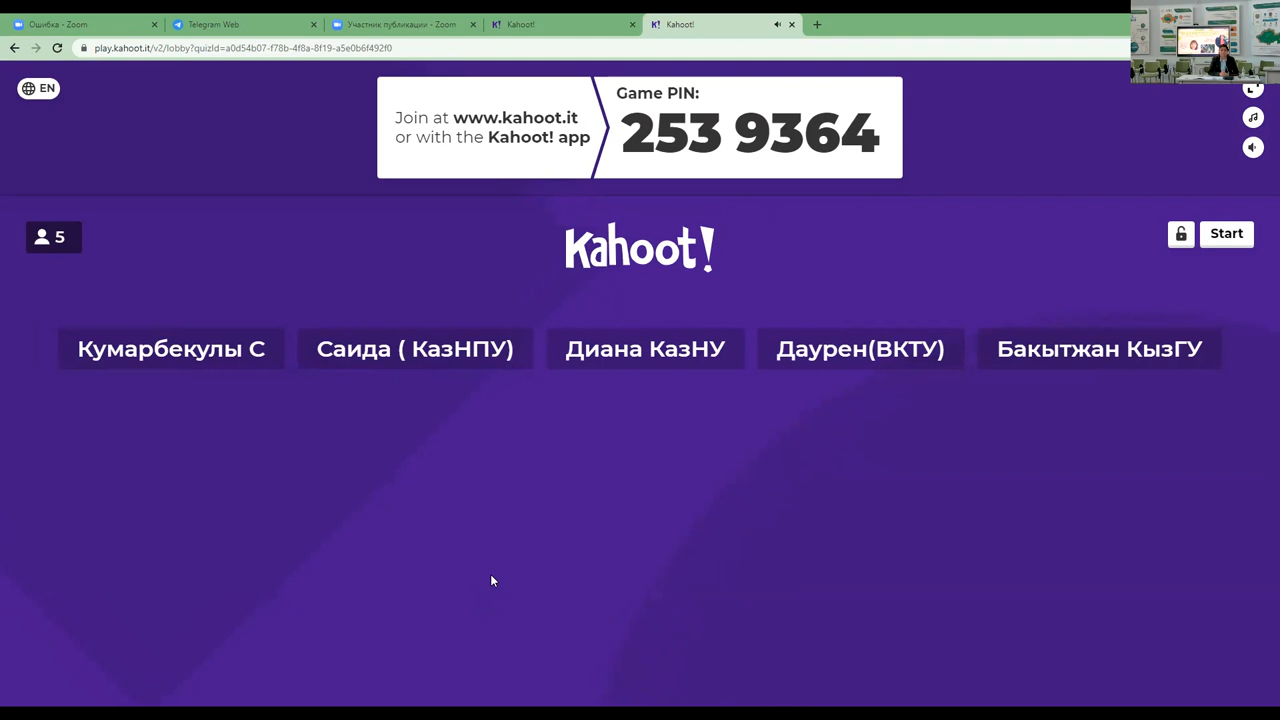 Ошибка - Zoom
Telegram Web
Участник публикации - Zoom
Kahoot!
Kahoot!
play.kahoot.it/v2/lobby?quizId=a0d54b07-f78b-4f8a-8f19-a5e0b6f492f0
EN
Join at www.kahoot.it
or with the Kahoot! app
Game PIN:
253 9364
5
Kahoot!
Start
Кумарбекулы С
Саида ( КазНПУ)
Диана КазНУ
Даурен(ВКТУ)
Бакытжан КызГУ